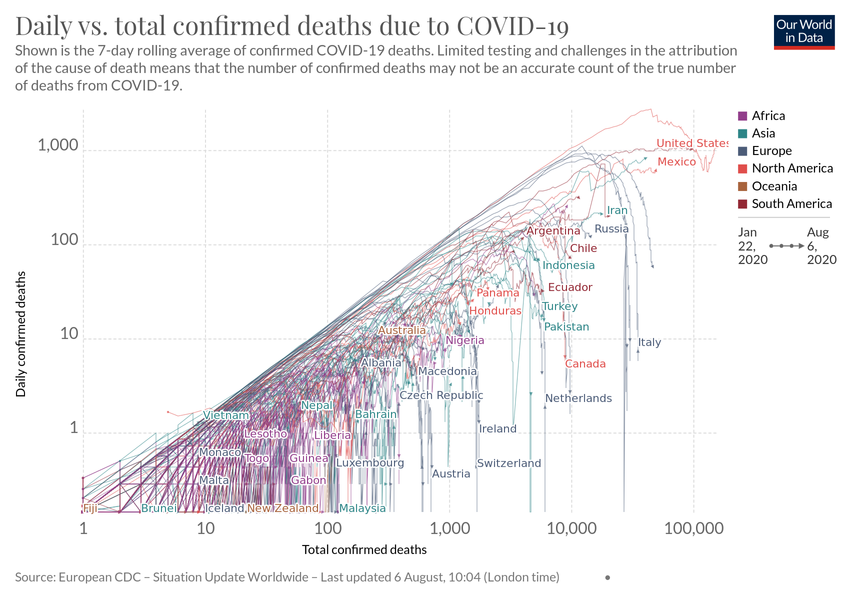 Daily vs. total confirmed deaths due to COVID-19
Our World
in Data
Shown is the 7-day rolling average of confirmed COVID-19 deaths. Limited testing and challenges in the attribution
of the cause of death means that the number of confirmed deaths may not be an accurate count of the true number
of deaths from COVID-19.
Daily confirmed deaths
1,000
100
10
1
United States
Mexico
Iran
Argentina
Russia
Chile
Indonesia
Ecuador
Panama
Turkey
Honduras
Pakistan
Australia
Nigeria
Italy
Albania
Canada
Macedonia
Czech Republic
Netherlands
Nepal
Vietnam
Bahrain
Lesotho
Liberia
Ireland
Monaco
Togo
Guinea
Luxembourg
Switzerland
Austria
Malta
Gabon
Fiji
Brunei
Iceland
New Zealand
Malaysia
1
10
100
1,000
10,000
100,000
Total confirmed deaths
Africa
Asia
Europe
North America
Oceania
South America
Jan
22,
2020
Aug
6,
2020
Source: European CDC – Situation Update Worldwide – Last updated 6 August, 10:04 (London time)